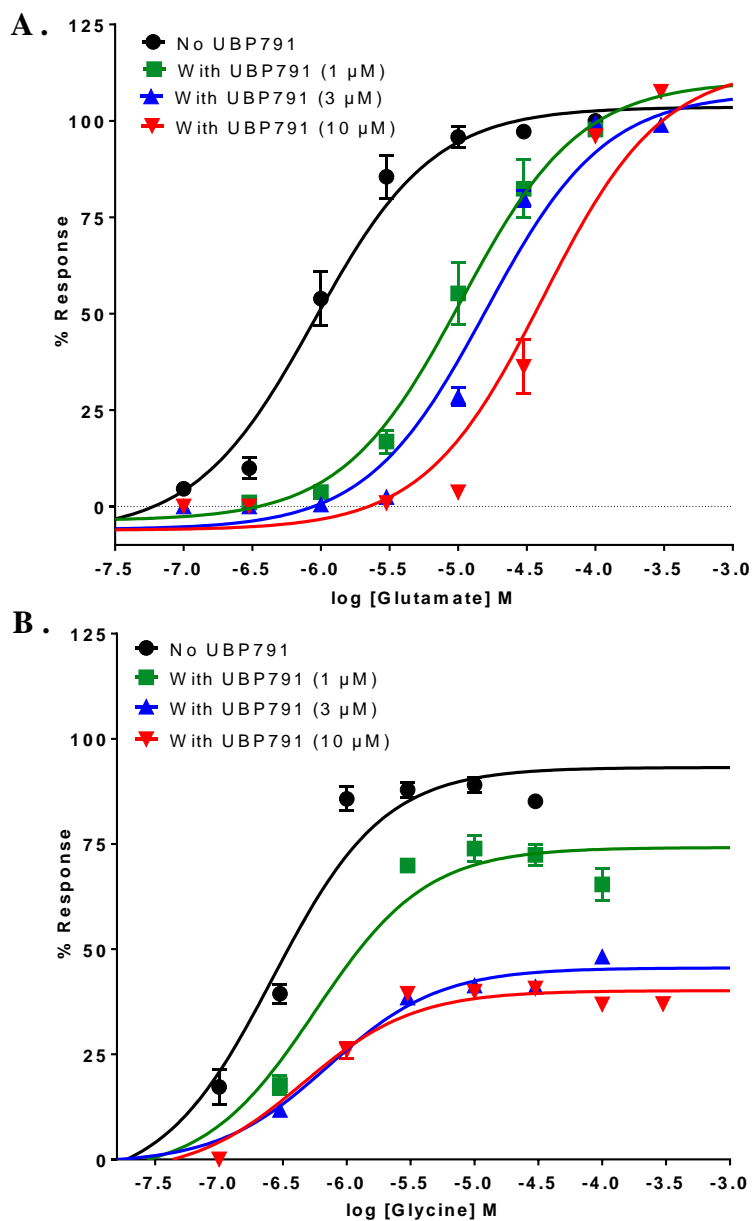 A.
125
100
75
50
25
0
% Response
No UBP791
With UBP791 (1 µM)
With UBP791 (3 µM)
With UBP791 (10 µM)
-7.5 -7.0 -6.5 -6.0 -5.5 -5.0 -4.5 -4.0 -3.5 -3.0
log [Glutamate] M
B.
125
100
75
50
25
0
% Response
No UBP791
With UBP791 (1 µM)
With UBP791 (3 µM)
With UBP791 (10 µM)
-7.5 -7.0 -6.5 -6.0 -5.5 -5.0 -4.5 -4.0 -3.5 -3.0
log [Glycine] M